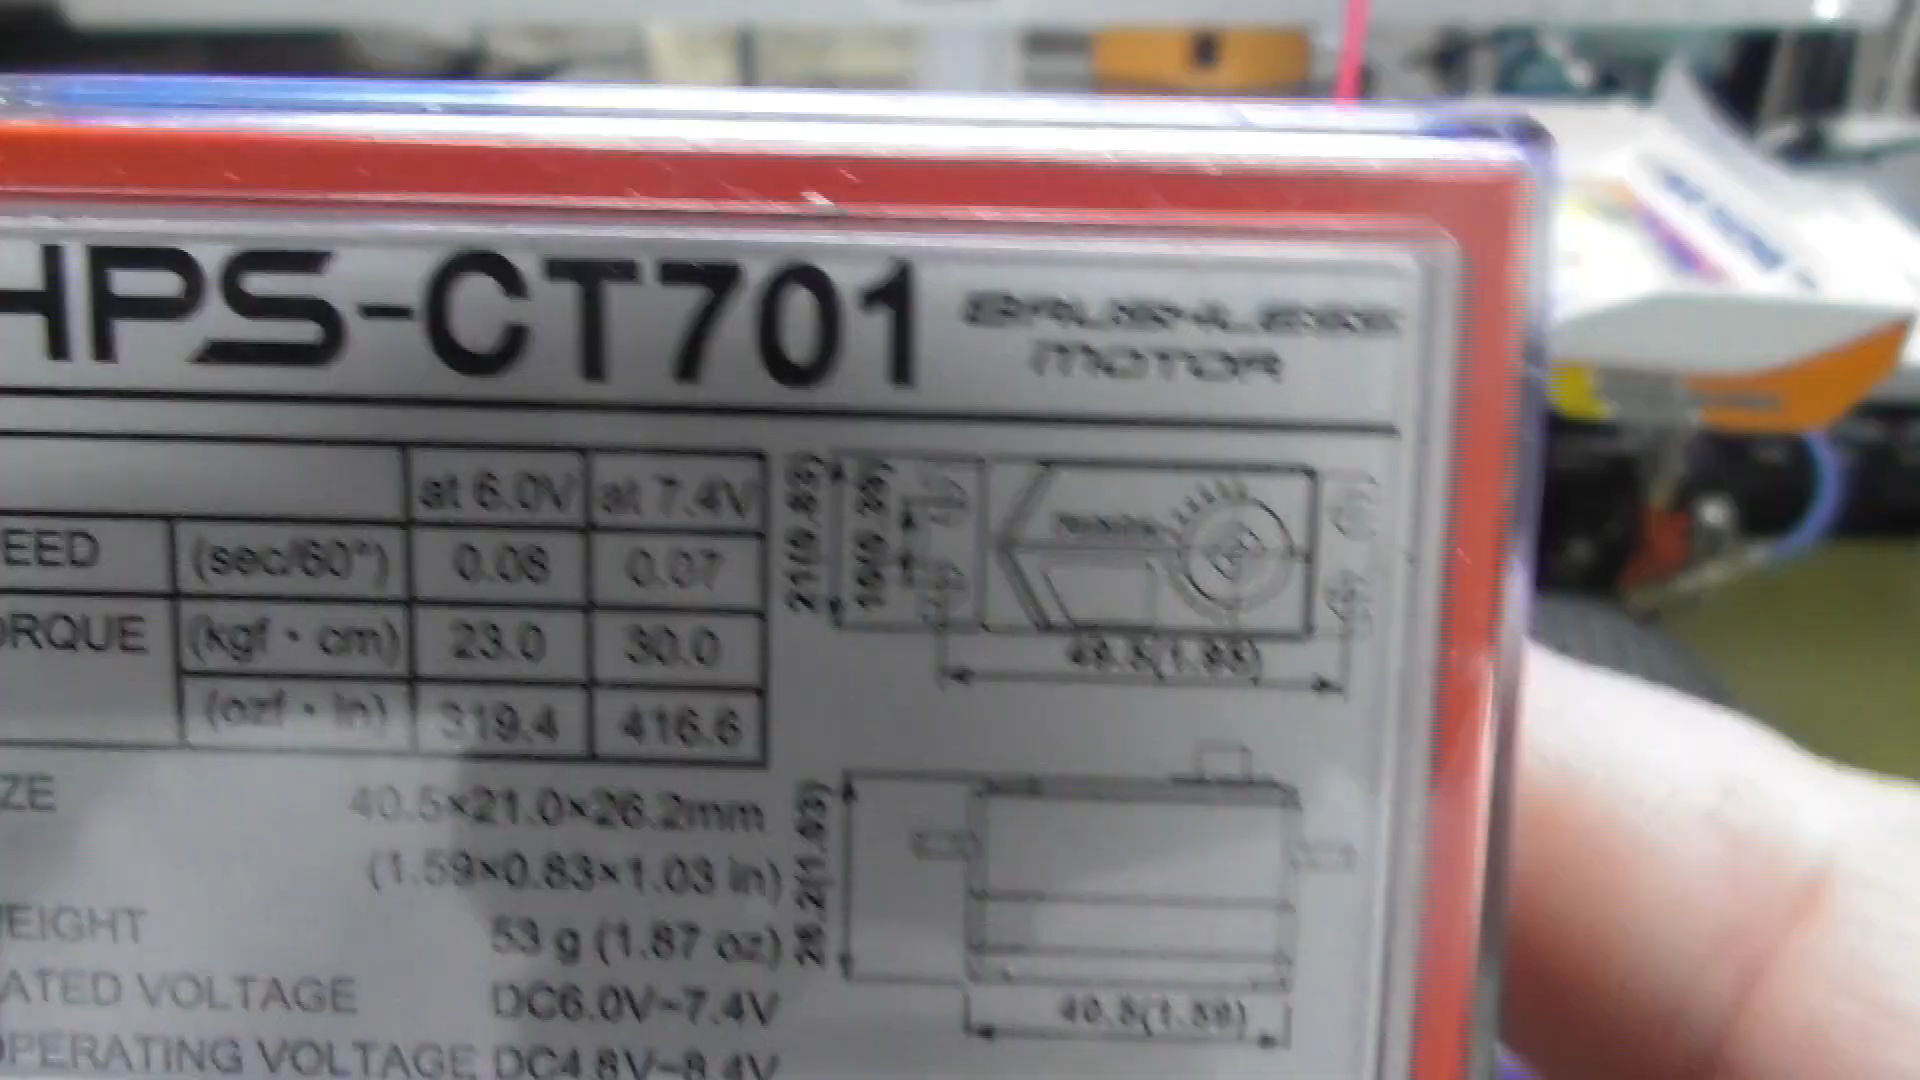 HPS-CT701
MOTOR
at 6.0V at 7.4V
EED (sec/60°) 0.08 0.07
ORQUE (kgf・cm) 23.0 30.0
(ozf・in) 319.4 416.6
ZE 40.5×21.0×26.2mm
(1.59×0.83×1.03 in)
WEIGHT 53 g (1.87 oz)
ATED VOLTAGE DC6.0V~7.4V
OPERATING VOLTAGE DC4.8V~8.4V
40.5(1.59)